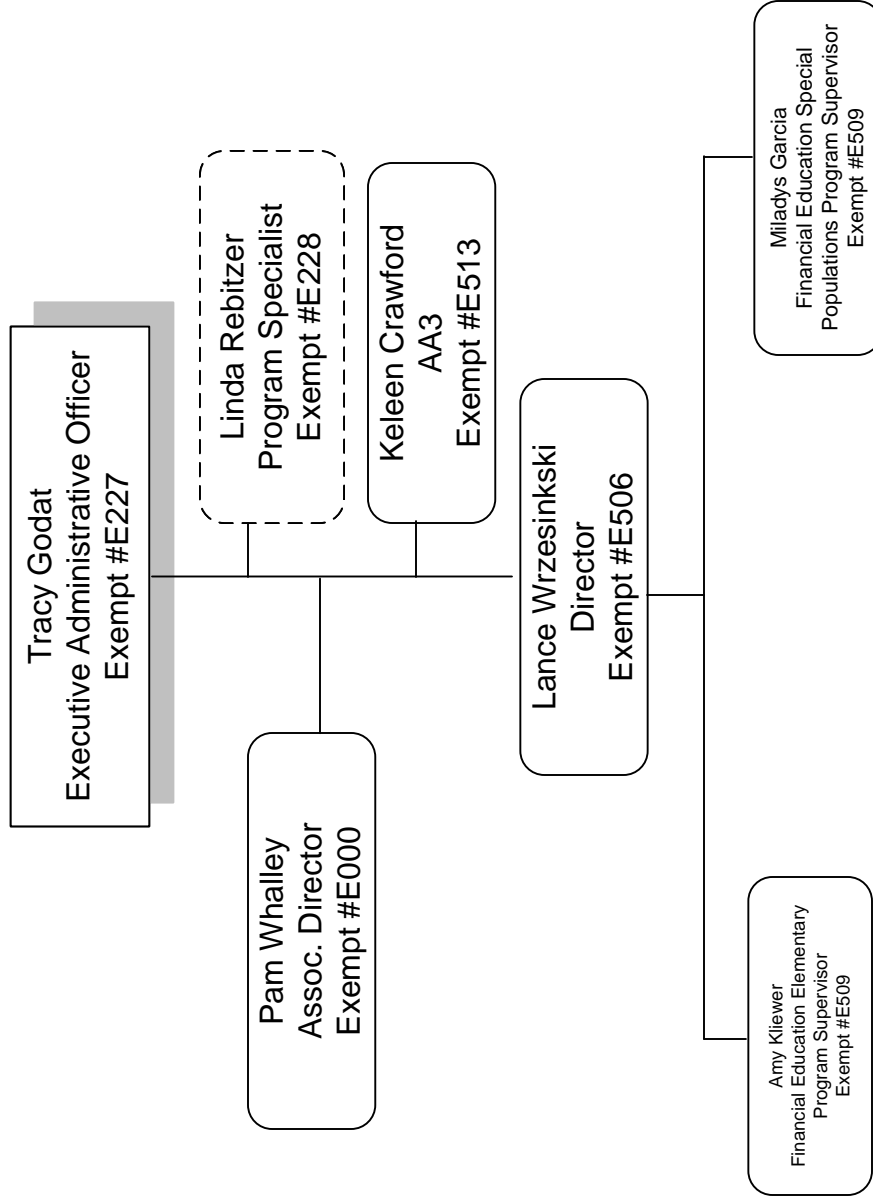 Tracy Godat
Executive Administrative Officer
Exempt #E227
Linda Rebitzer
Program Specialist
Exempt #E228
Pam Whalley
Assoc. Director
Exempt #E000
Keleen Crawford
AA3
Exempt #E513
Lance Wrzesinkski
Director
Exempt #E506
Amy Kliewer
Financial Education Elementary
Program Supervisor
Exempt #E509
Miladys Garcia
Financial Education Special
Populations Program Supervisor
Exempt #E509